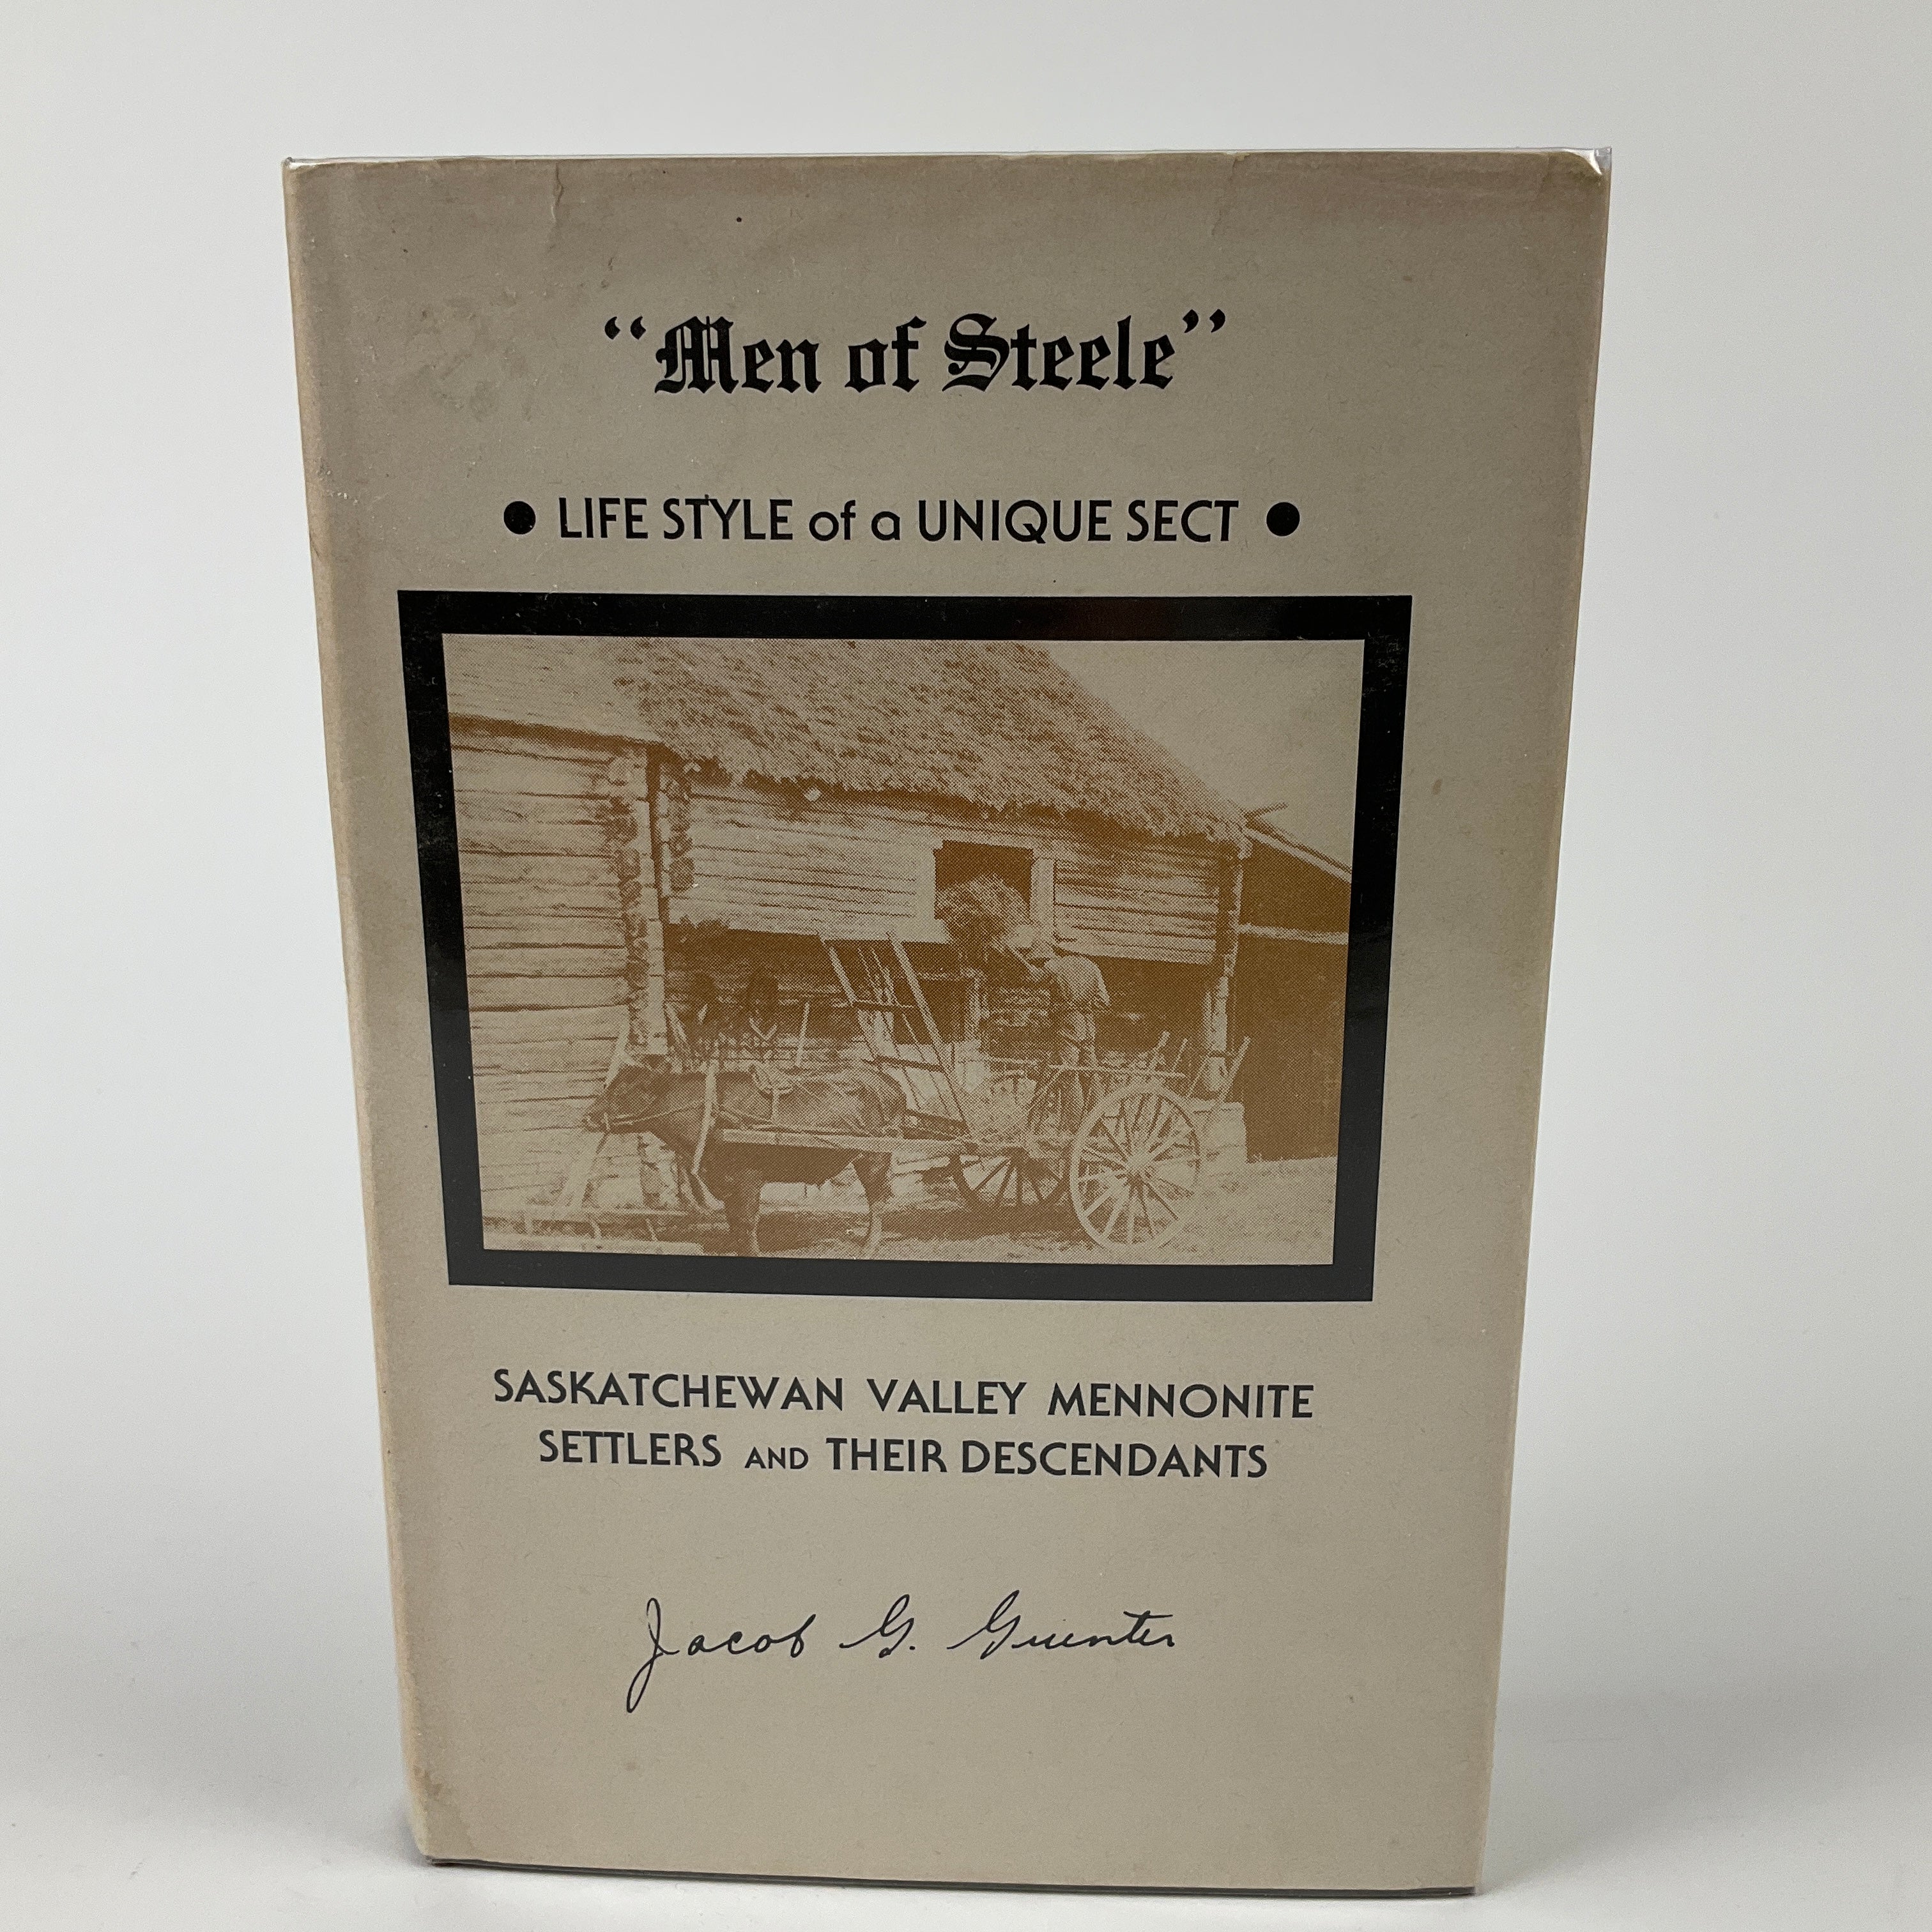 “Men of Steele”
● LIFE STYLE of a UNIQUE SECT ●
SASKATCHEWAN VALLEY MENNONITE
SETTLERS AND THEIR DESCENDANTS
Jacob G. Guenter